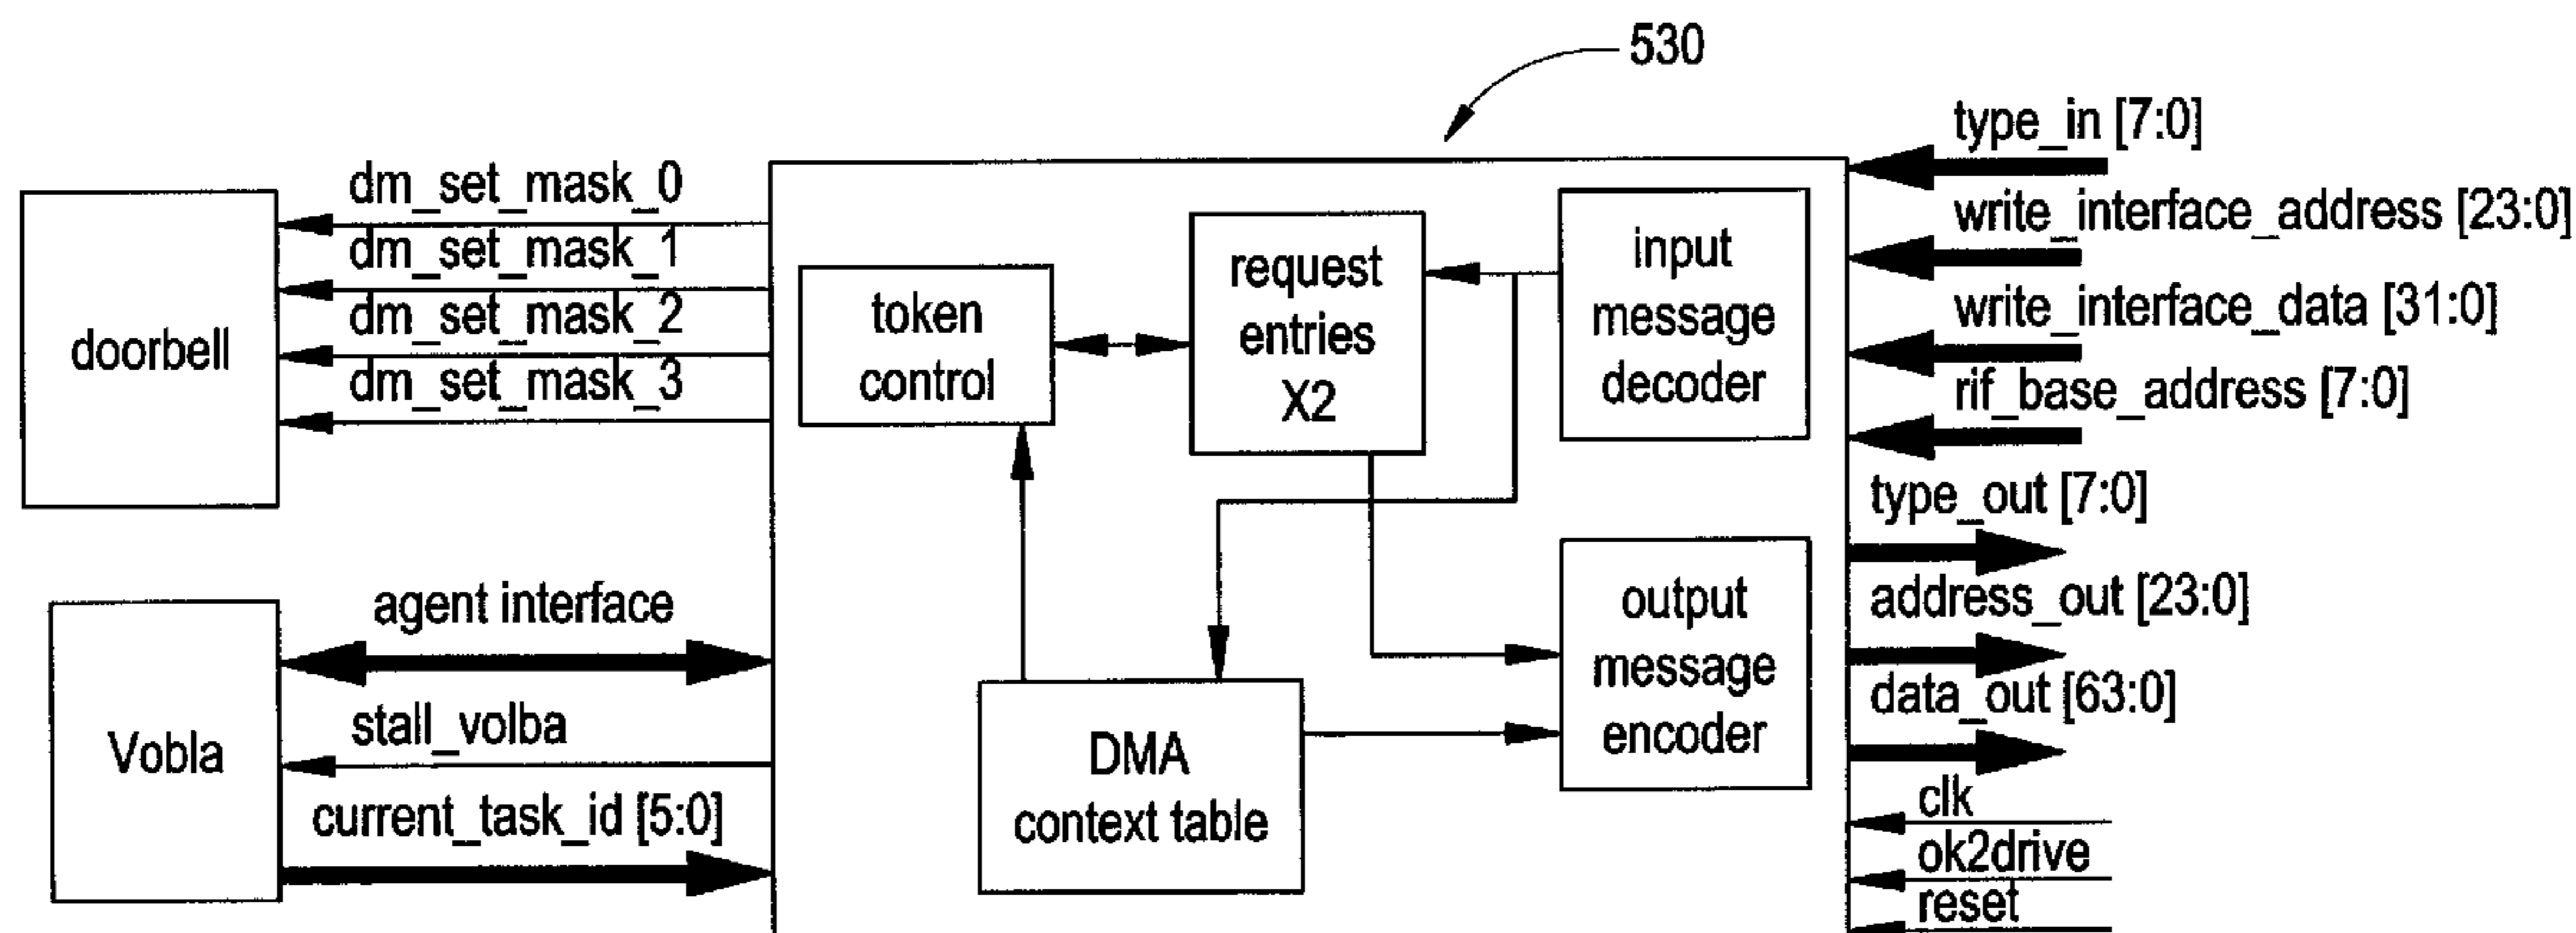 530
type_in [7:0]
write_interface_address [23:0]
write_interface_data [31:0]
rif_base_address [7:0]
type_out [7:0]
address_out [23:0]
data_out [63:0]
clk
ok2drive
reset
dm_set_mask_0
dm_set_mask_1
dm_set_mask_2
dm_set_mask_3
doorbell
agent interface
stall_volba
current_task_id [5:0]
Vobla
token
control
request
entries
X2
input
message
decoder
output
message
encoder
DMA
context table